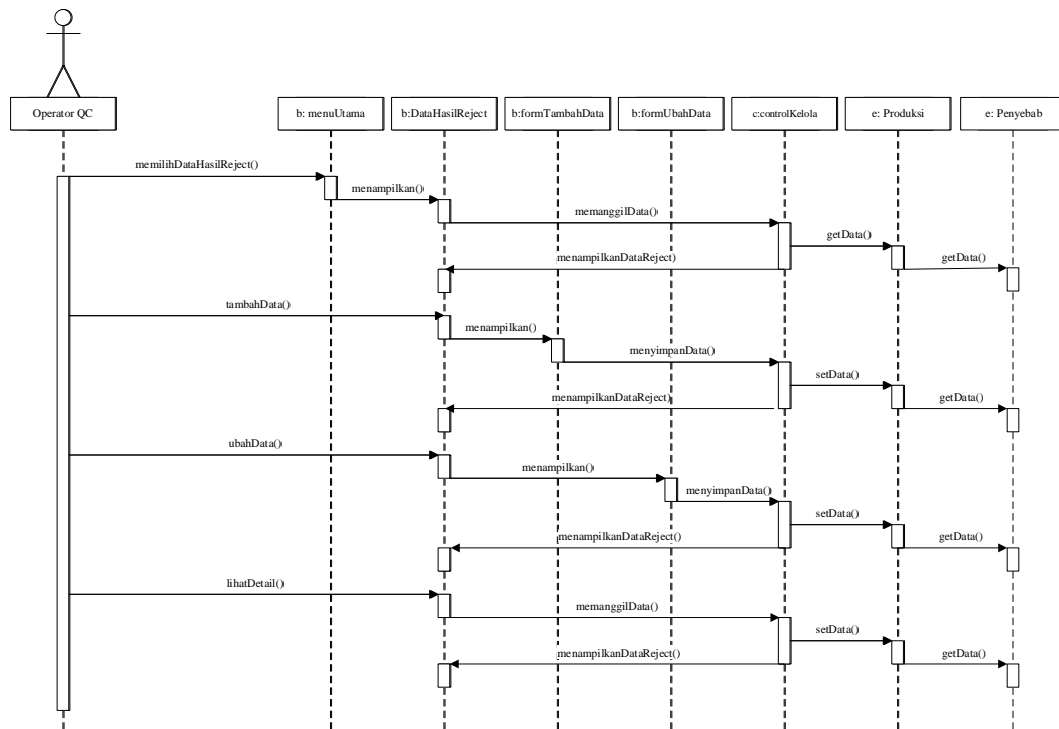 Operator QC
b: menuUtama
b:DataHasilReject
b:formTambahData
b:formUbahData
c:controlKelola
e: Produksi
e: Penyebab
memilihDataHasilReject()
menampilkan()
memanggilData()
getData()
menampilkanDataReject)
getData()
tambahData()
menampilkan()
menyimpanData()
setData()
menampilkanDataReject)
getData()
ubahData()
menampilkan()
menyimpanData()
setData()
menampilkanDataReject()
getData()
lihatDetail()
memanggilData()
setData()
menampilkanDataReject()
getData()